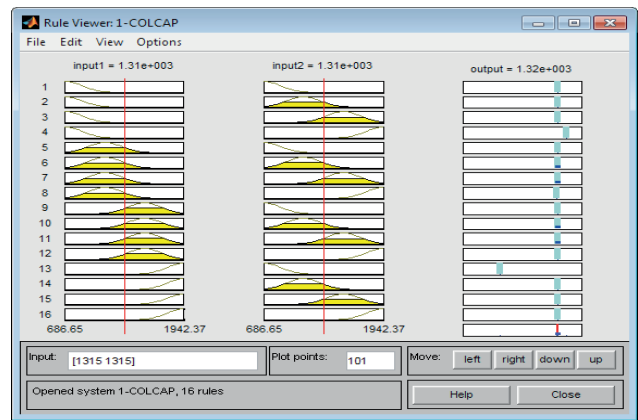 Rule Viewer: 1-COLCAP
File Edit View Options
input1 = 1.31e+003 input2 = 1.31e+003 output = 1.32e+003
1
2
3
4
5
6
7
8
9
10
11
12
13
14
15
16
686.65 1942.37 686.65 1942.37
Input: [1315 1315] Plot points: 101 Move: left right down up
Opened system 1-COLCAP, 16 rules Help Close